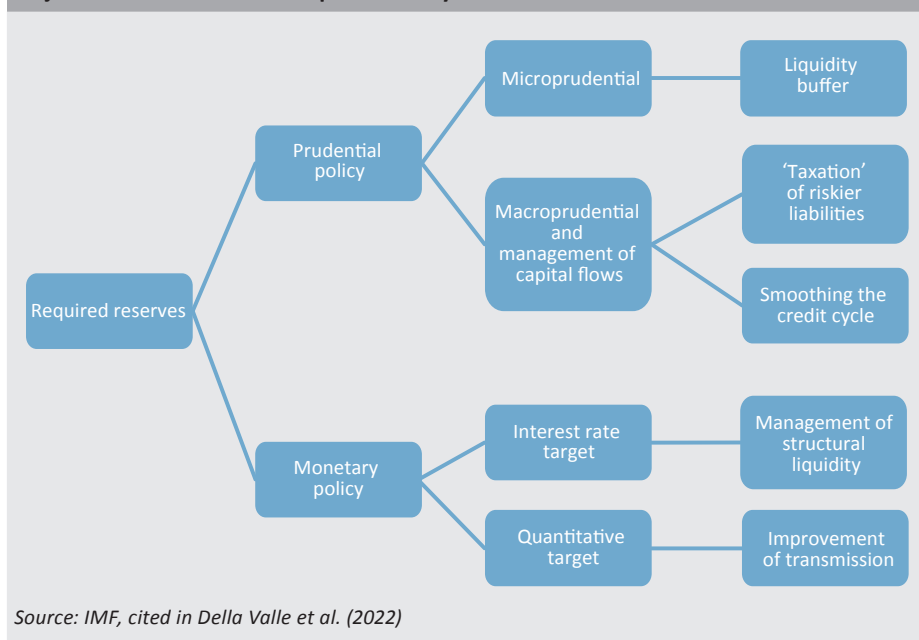 Microprudential
Liquidity
buffer
Prudential
policy
Macroprudential
and
management of
capital flows
‘Taxation’
of riskier
liabilities
Smoothing the
credit cycle
Required reserves
Monetary
policy
Interest rate
target
Management of
structural
liquidity
Quantitative
target
Improvement
of transmission
Source: IMF, cited in Della Valle et al. (2022)